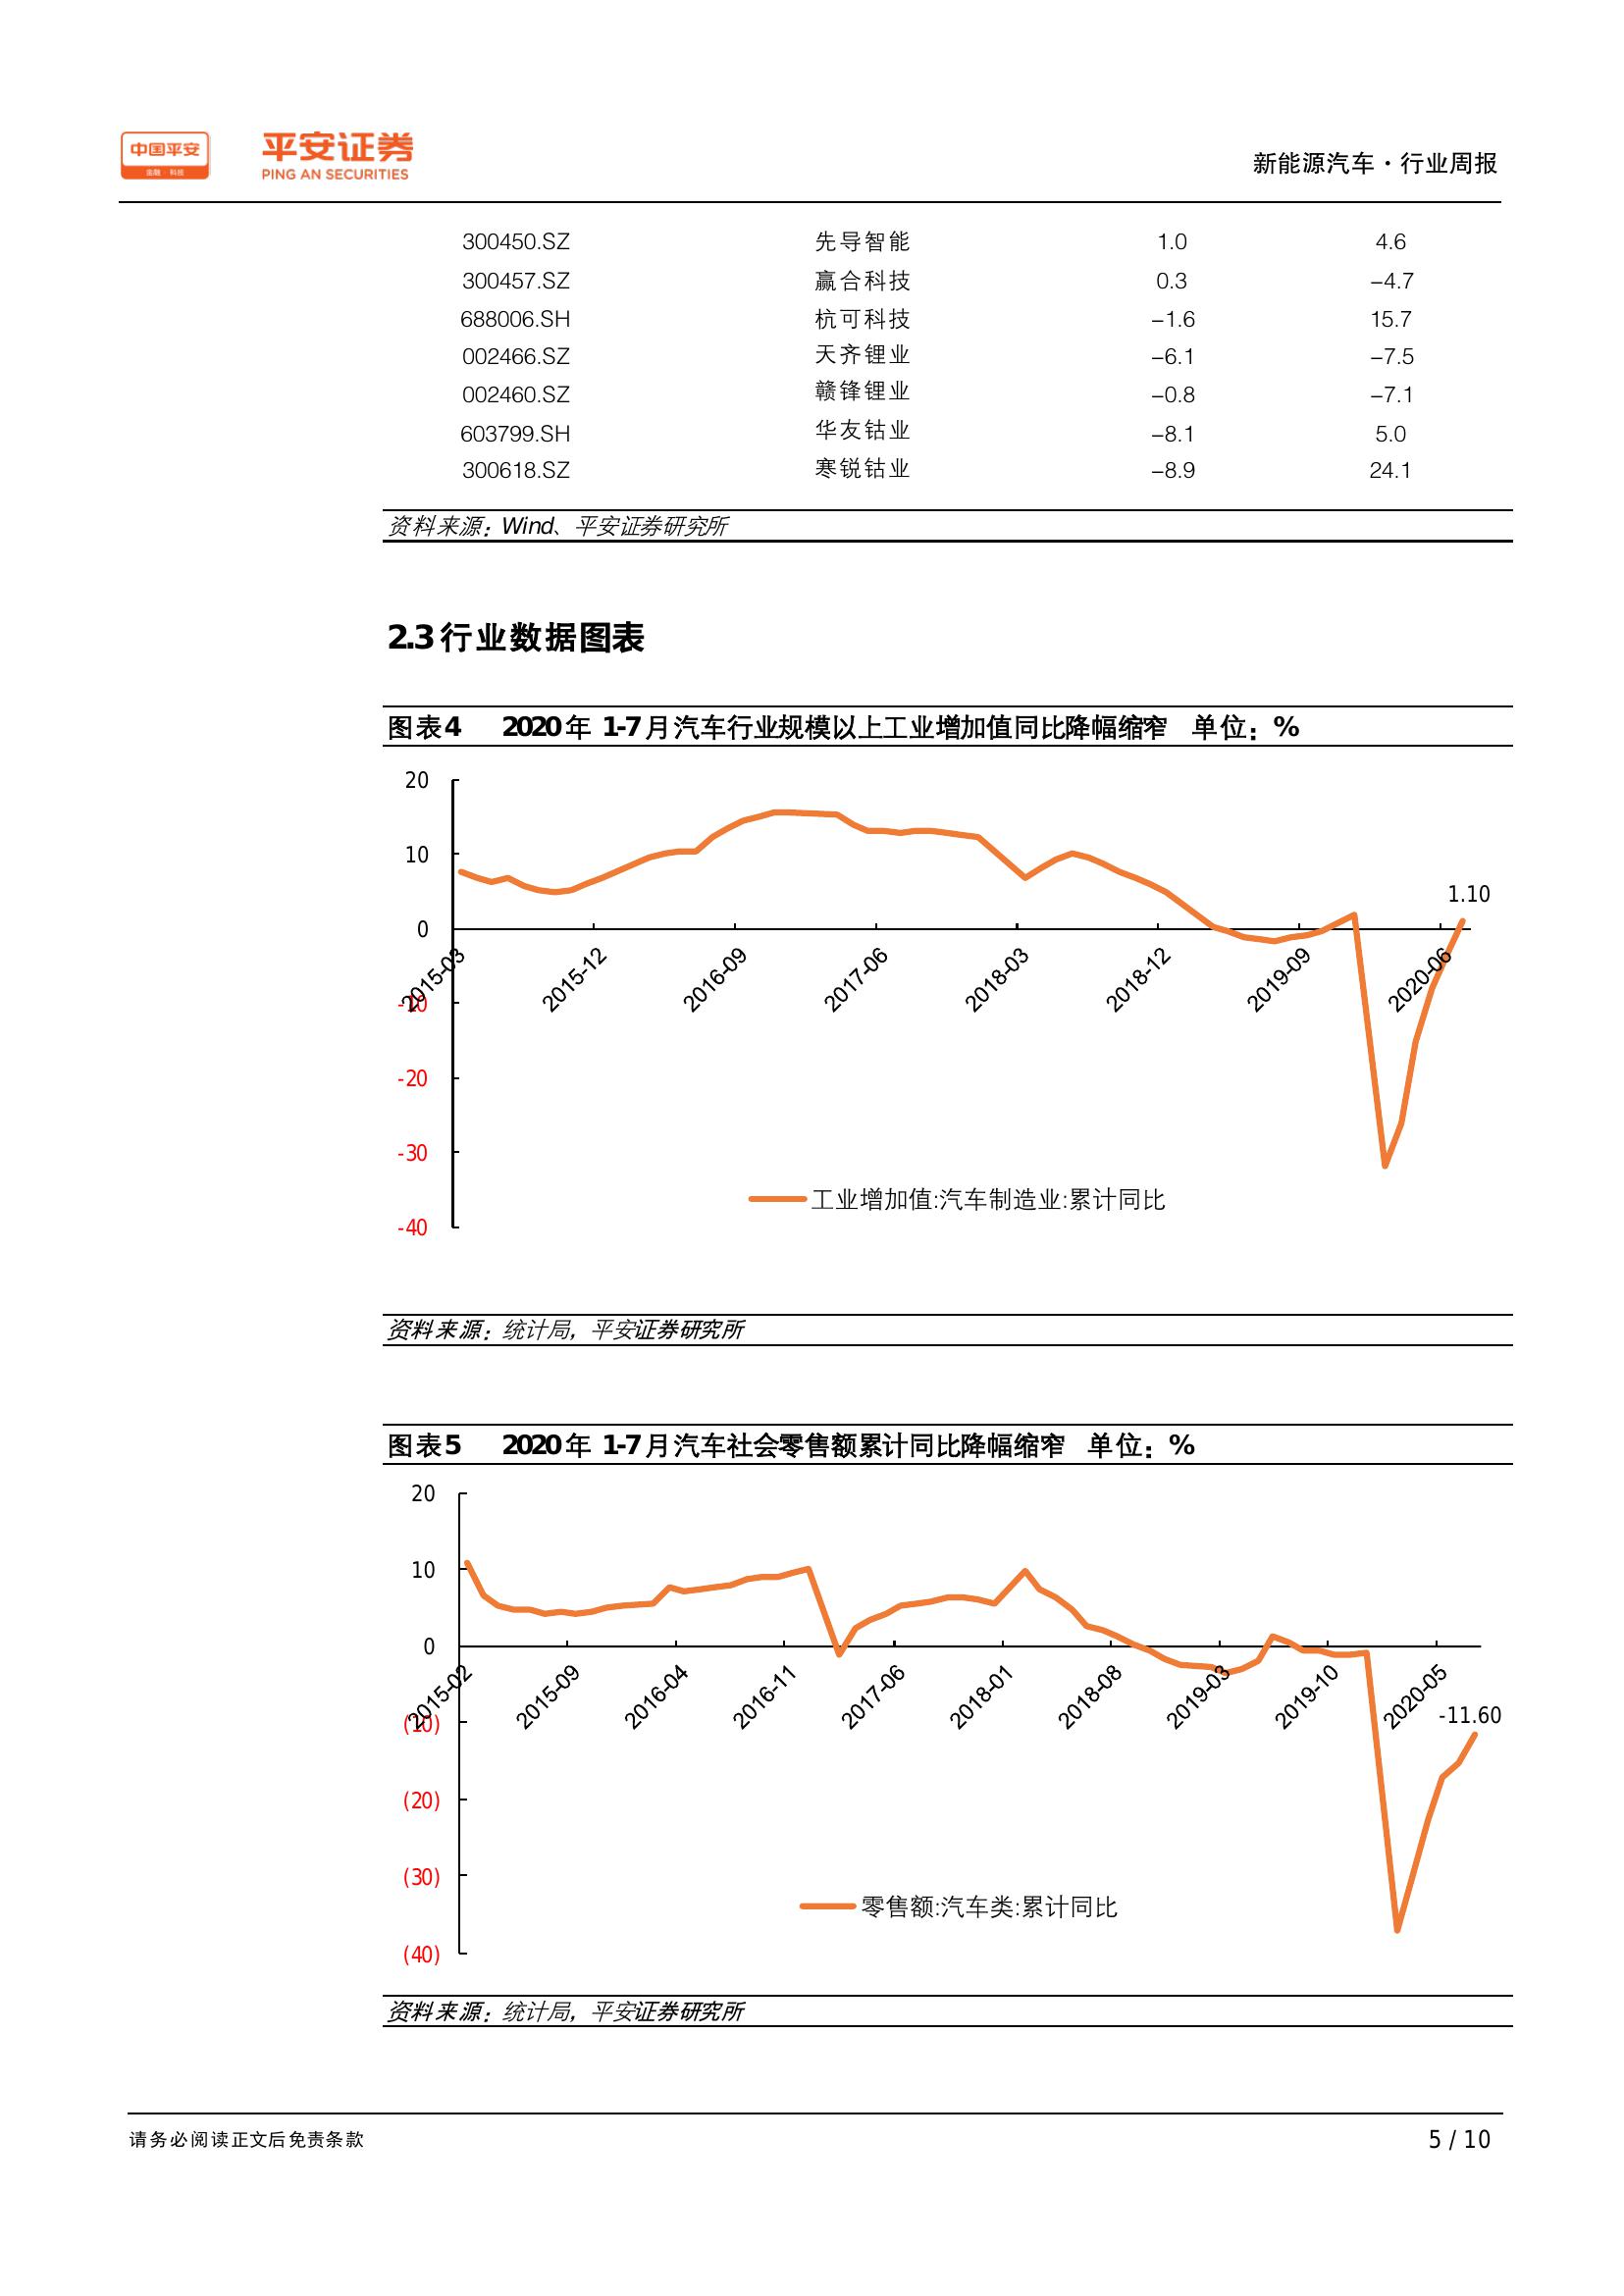 中国平安
金融·科技
平安证券
PING AN SECURITIES
新能源汽车·行业周报
300450.SZ 先导智能 1.0 4.6
300457.SZ 赢合科技 0.3 -4.7
688006.SH 杭可科技 -1.6 15.7
002466.SZ 天齐锂业 -6.1 -7.5
002460.SZ 赣锋锂业 -0.8 -7.1
603799.SH 华友钴业 -8.1 5.0
300618.SZ 寒锐钴业 -8.9 24.1
资料来源：Wind、平安证券研究所
2.3 行业数据图表
图表4 2020年 1-7月汽车行业规模以上工业增加值同比降幅缩窄 单位：%
20
10
0
-10
-20
-30
-40
2015-03 2015-12 2016-09 2017-06 2018-03 2018-12 2019-09 2020-06
1.10
工业增加值:汽车制造业:累计同比
资料来源：统计局，平安证券研究所
图表5 2020年 1-7月汽车社会零售额累计同比降幅缩窄 单位：%
20
10
0
(10)
(20)
(30)
(40)
2015-02 2015-09 2016-04 2016-11 2017-06 2018-01 2018-08 2019-03 2019-10 2020-05
-11.60
零售额:汽车类:累计同比
资料来源：统计局，平安证券研究所
请务必阅读正文后免责条款
5 / 10